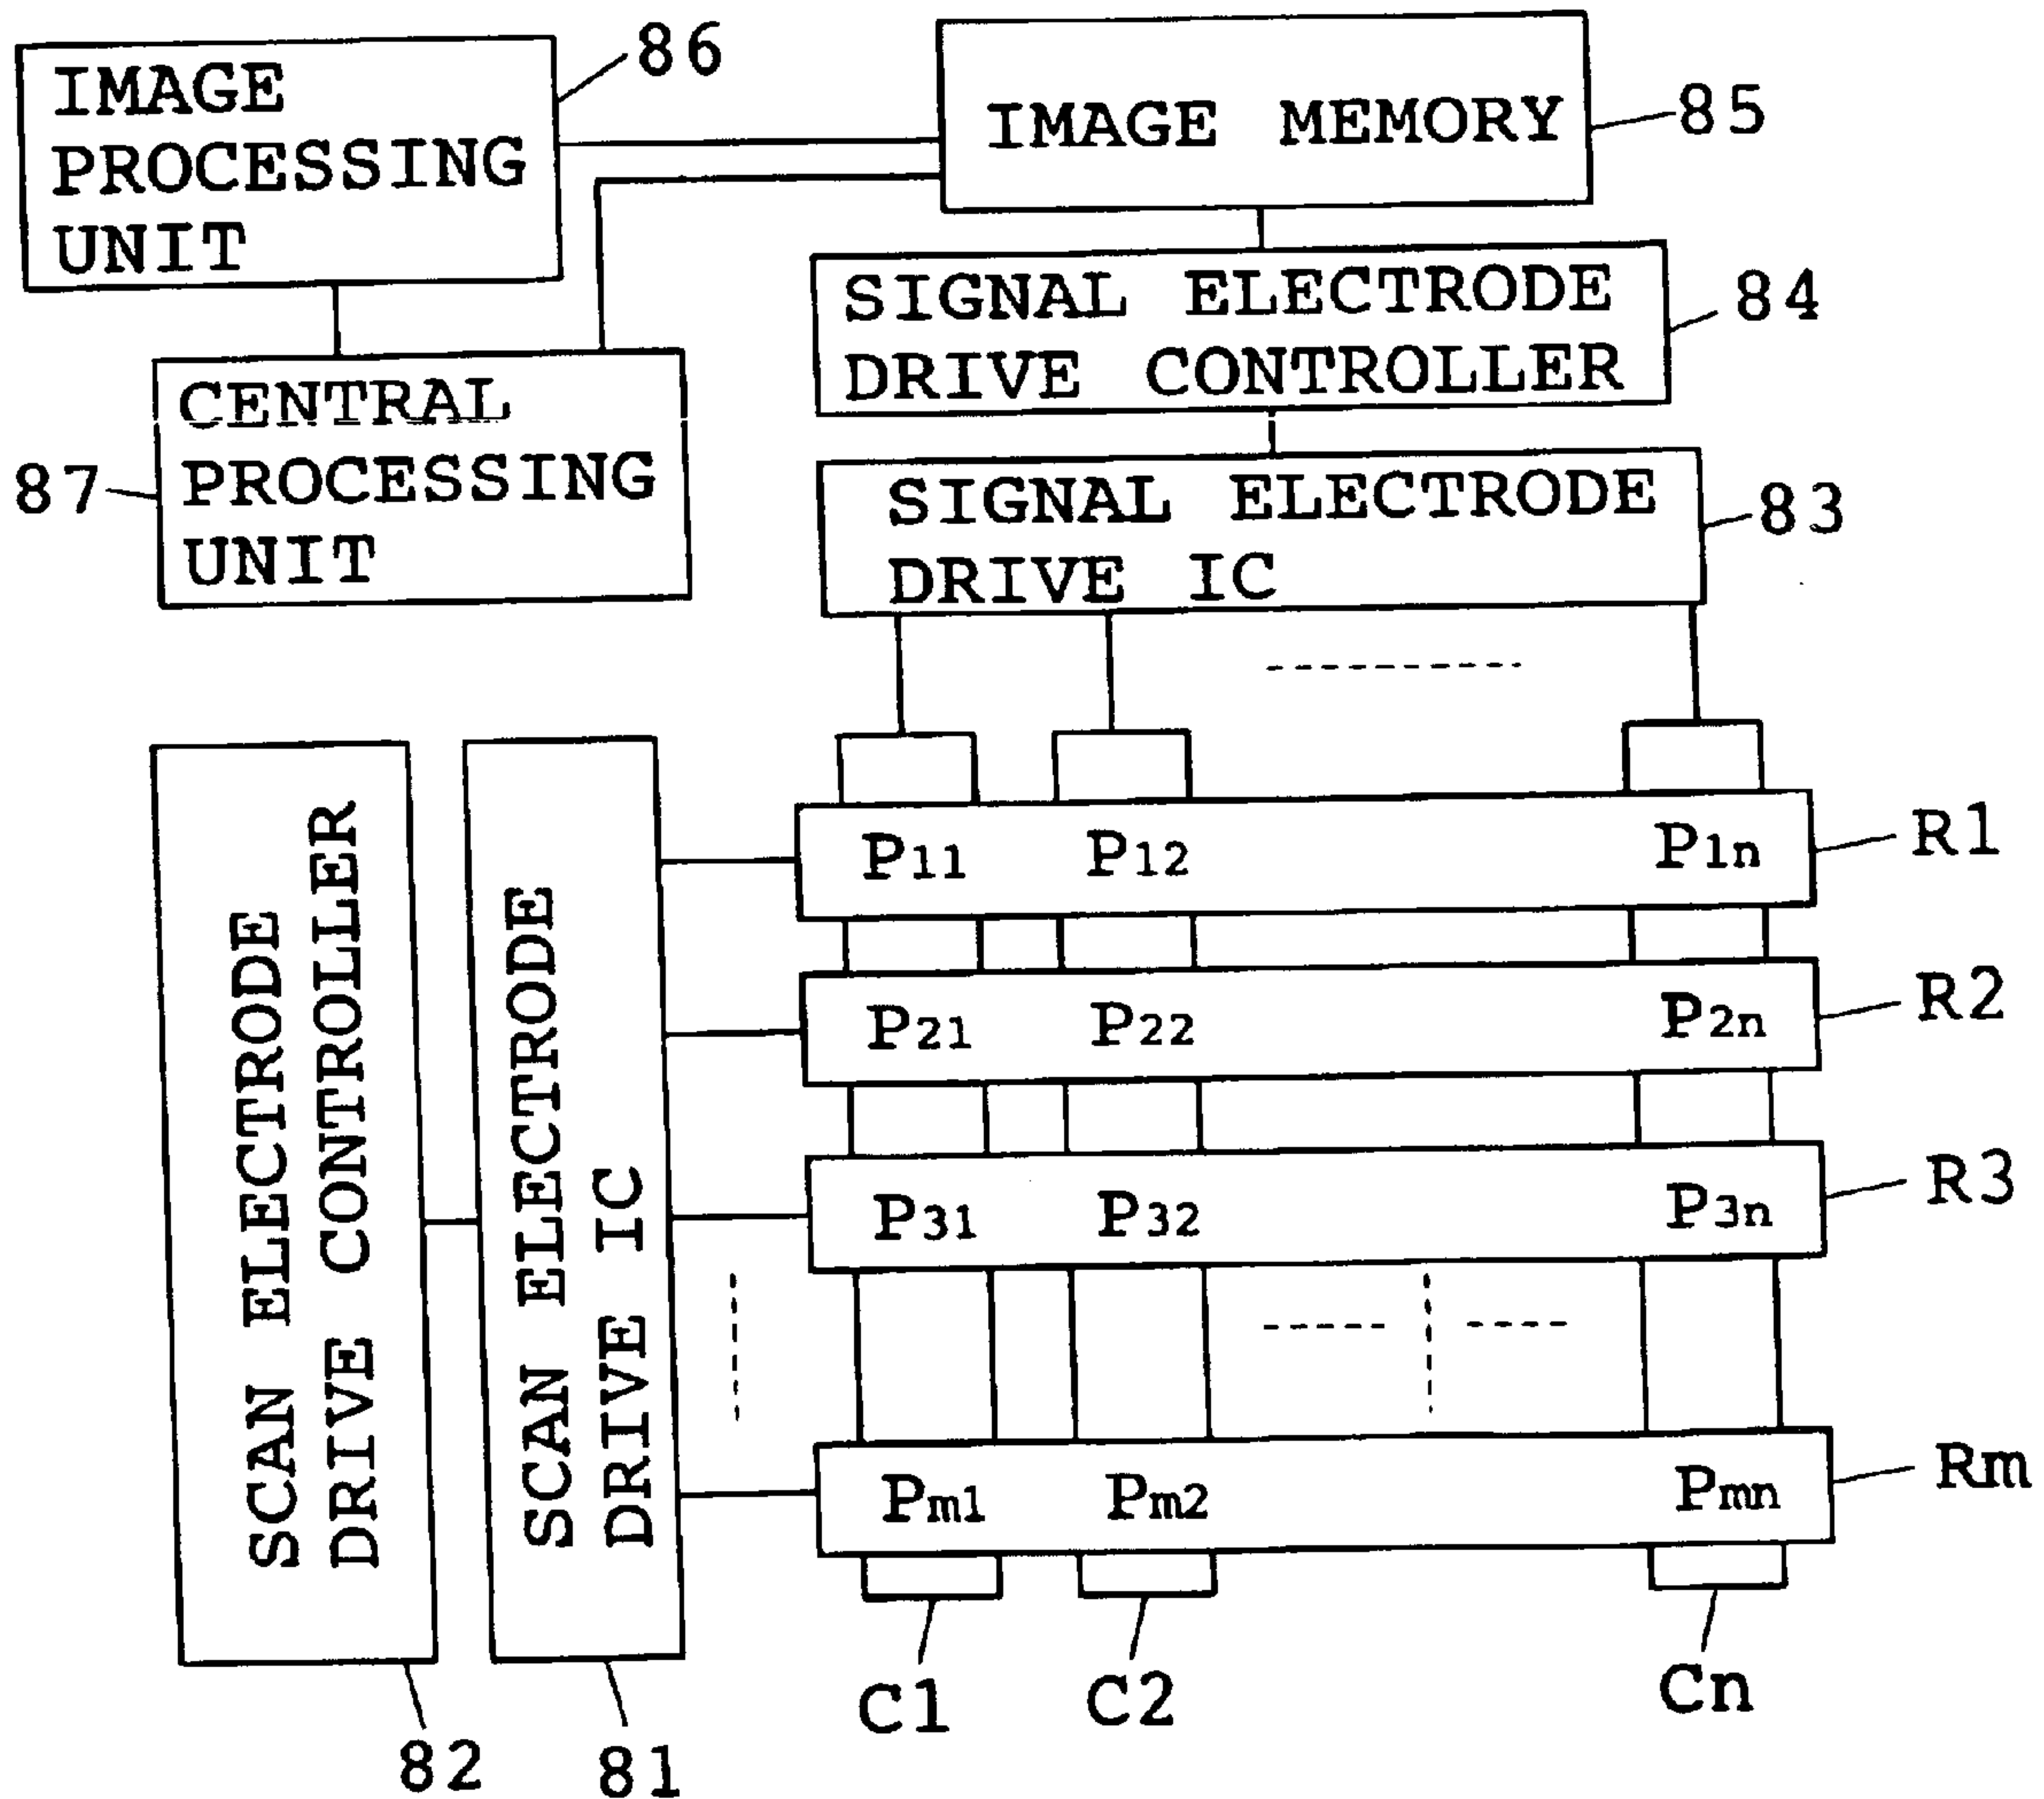 IMAGE
PROCESSING
UNIT
86
IMAGE MEMORY
85
SIGNAL ELECTRODE
DRIVE CONTROLLER
84
CENTRAL
PROCESSING
UNIT
87
SIGNAL ELECTRODE
DRIVE IC
83
SCAN ELECTRODE
DRIVE CONTROLLER
82
SCAN ELECTRODE
DRIVE IC
81
P11 P12 P1n
R1
P21 P22 P2n
R2
P31 P32 P3n
R3
Pm1 Pm2 Pmn
Rm
C1 C2 Cn